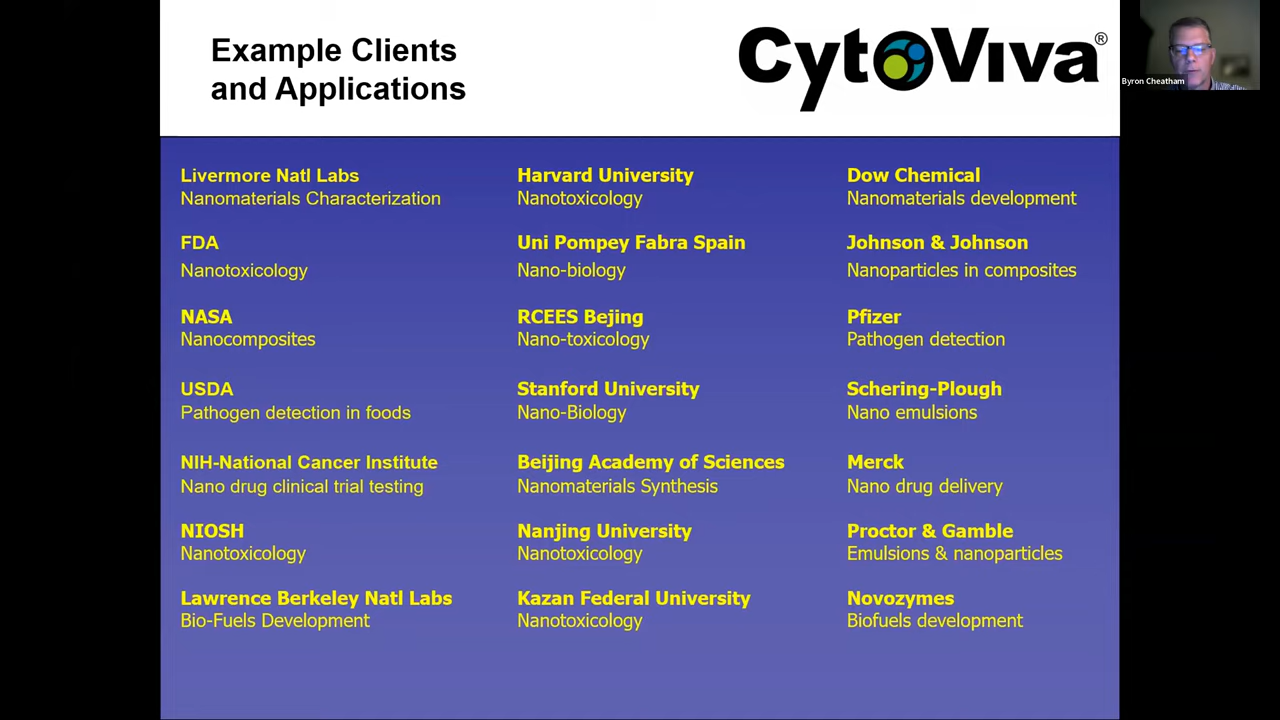 Example Clients
and Applications
CytoViva®
Byron Cheatham
Livermore Natl Labs
Nanomaterials Characterization
FDA
Nanotoxicology
NASA
Nanocomposites
USDA
Pathogen detection in foods
NIH-National Cancer Institute
Nano drug clinical trial testing
NIOSH
Nanotoxicology
Lawrence Berkeley Natl Labs
Bio-Fuels Development
Harvard University
Nanotoxicology
Uni Pompey Fabra Spain
Nano-biology
RCEES Bejing
Nano-toxicology
Stanford University
Nano-Biology
Beijing Academy of Sciences
Nanomaterials Synthesis
Nanjing University
Nanotoxicology
Kazan Federal University
Nanotoxicology
Dow Chemical
Nanomaterials development
Johnson & Johnson
Nanoparticles in composites
Pfizer
Pathogen detection
Schering-Plough
Nano emulsions
Merck
Nano drug delivery
Proctor & Gamble
Emulsions & nanoparticles
Novozymes
Biofuels development